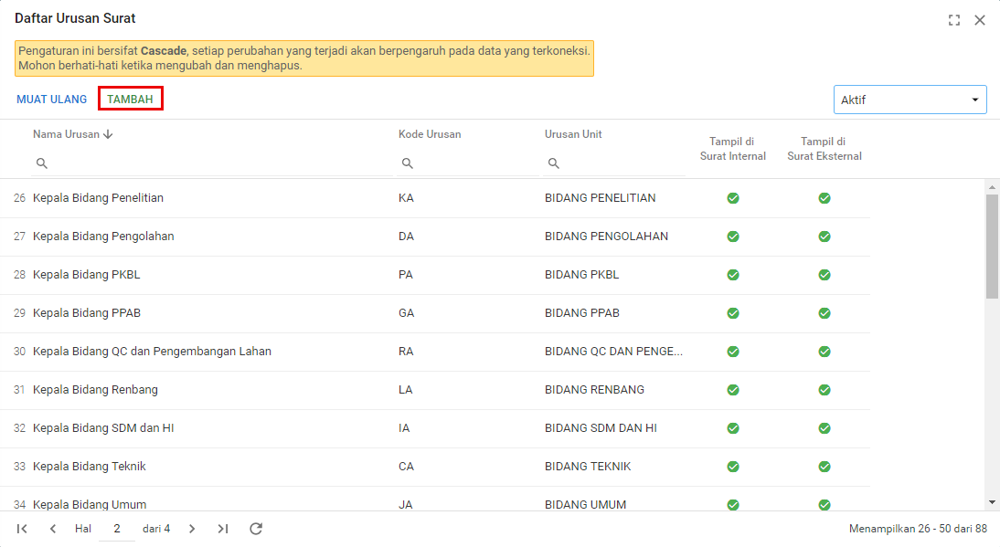 Daftar Urusan Surat
Pengaturan ini bersifat Cascade, setiap perubahan yang terjadi akan berpengaruh pada data yang terkoneksi.
Mohon berhati-hati ketika mengubah dan menghapus.
MUAT ULANG TAMBAH Aktif
Nama Urusan Kode Urusan Urusan Unit Tampil di Surat Internal Tampil di Surat Eksternal
26 Kepala Bidang Penelitian KA BIDANG PENELITIAN
27 Kepala Bidang Pengolahan DA BIDANG PENGOLAHAN
28 Kepala Bidang PKBL PA BIDANG PKBL
29 Kepala Bidang PPAB GA BIDANG PPAB
30 Kepala Bidang QC dan Pengembangan Lahan RA BIDANG QC DAN PENGE...
31 Kepala Bidang Renbang LA BIDANG RENBANG
32 Kepala Bidang SDM dan HI IA BIDANG SDM DAN HI
33 Kepala Bidang Teknik CA BIDANG TEKNIK
34 Kepala Bidang Umum JA BIDANG UMUM
Hal 2 dari 4 Menampilkan 26 - 50 dari 88